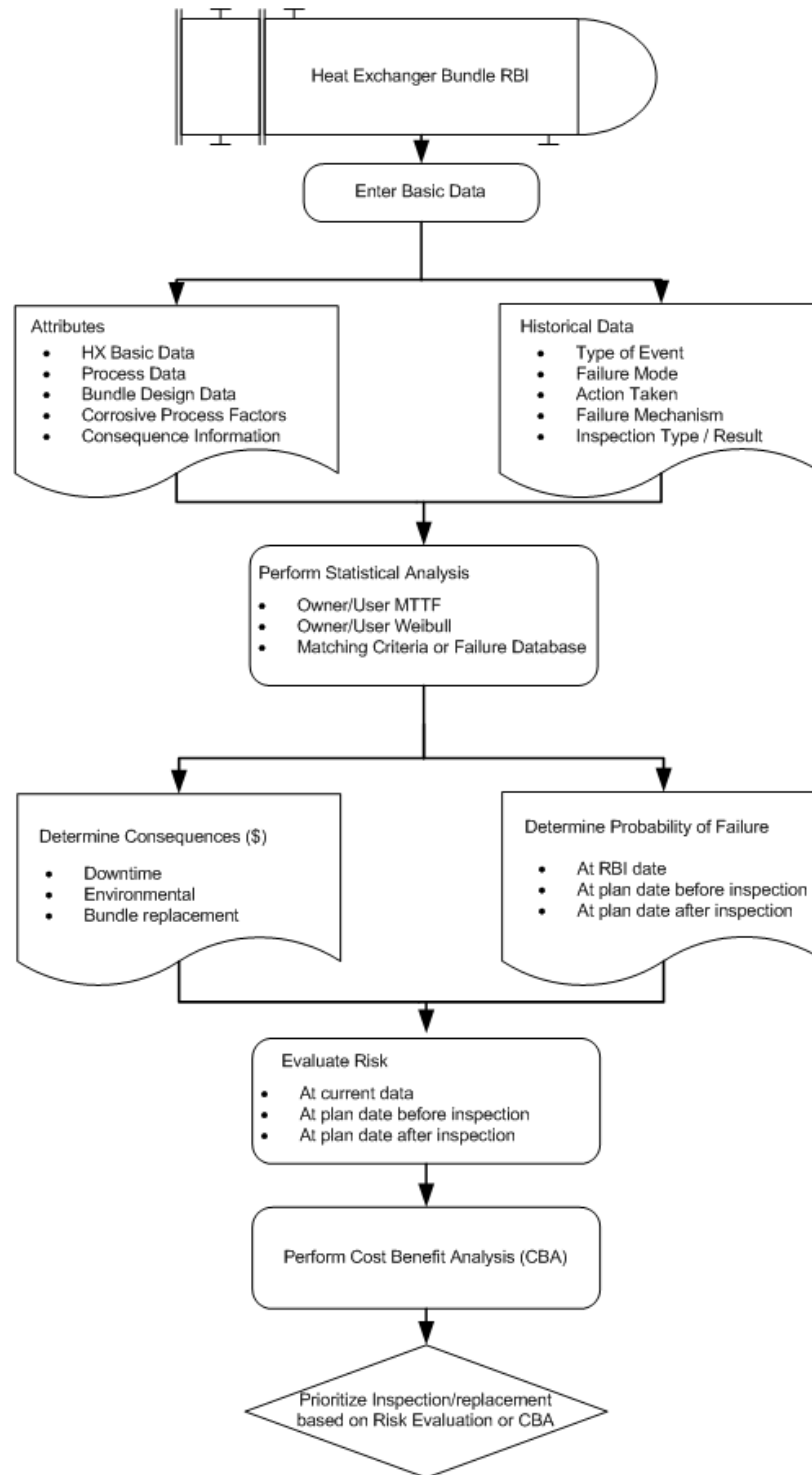 Heat Exchanger Bundle RBI
Enter Basic Data
Attributes
• HX Basic Data
• Process Data
• Bundle Design Data
• Corrosive Process Factors
• Consequence Information
Historical Data
• Type of Event
• Failure Mode
• Action Taken
• Failure Mechanism
• Inspection Type / Result
Perform Statistical Analysis
• Owner/User MTTF
• Owner/User Weibull
• Matching Criteria or Failure Database
Determine Consequences ($)
• Downtime
• Environmental
• Bundle replacement
Determine Probability of Failure
• At RBI date
• At plan date before inspection
• At plan date after inspection
Evaluate Risk
• At current data
• At plan date before inspection
• At plan date after inspection
Perform Cost Benefit Analysis (CBA)
Prioritize Inspection/replacement
based on Risk Evaluation or CBA